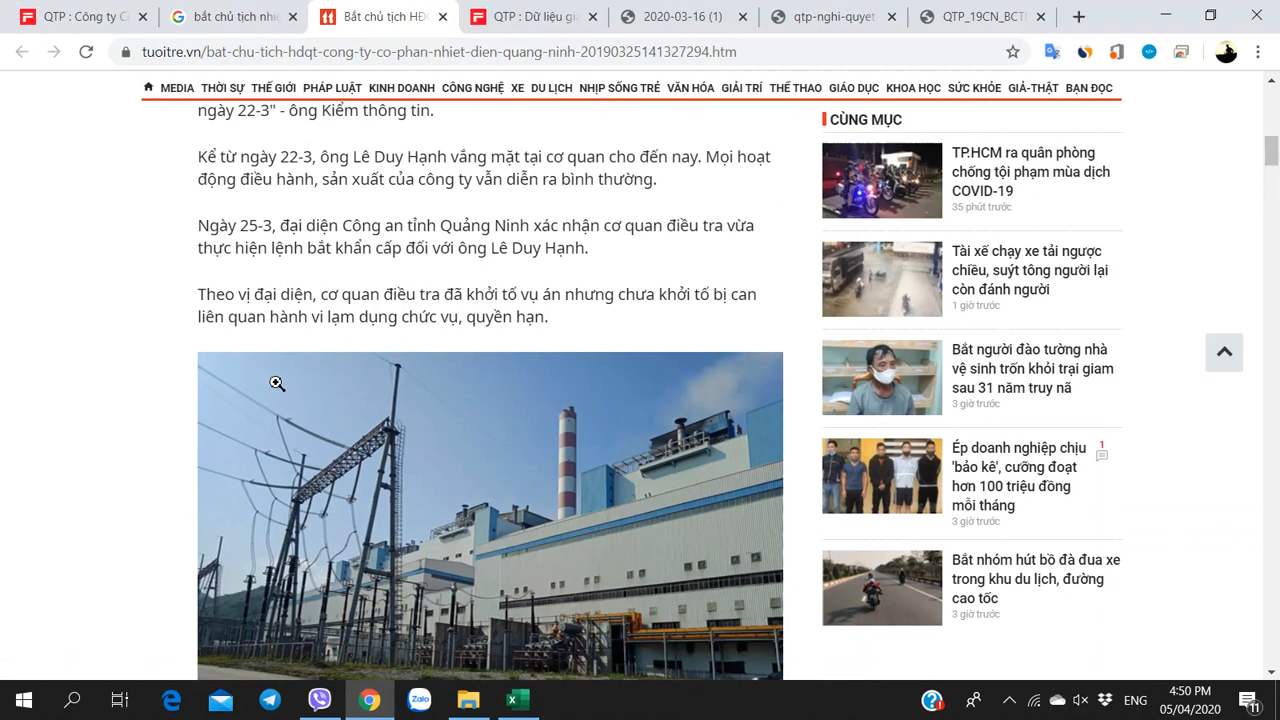 QTP : Công ty C
bắt chủ tịch nhiệ
Bắt chủ tịch HĐQ
QTP : Dữ liệu gi
2020-03-16 (1)
qtp-nghi-quyet-
QTP_19CN_BCT
tuoitre.vn/bat-chu-tich-hdqt-cong-ty-co-phan-nhiet-dien-quang-ninh-20190325141327294.htm
MEDIA THỜI SỰ THẾ GIỚI PHÁP LUẬT KINH DOANH CÔNG NGHỆ XE DU LỊCH NHỊP SỐNG TRẺ VĂN HÓA GIẢI TRÍ THỂ THAO GIÁO DỤC KHOA HỌC SỨC KHỎE GIẢ-THẬT BẠN ĐỌC
ngày 22-3" - ông Kiểm thông tin.
Kể từ ngày 22-3, ông Lê Duy Hạnh vắng mặt tại cơ quan cho đến nay. Mọi hoạt
động điều hành, sản xuất của công ty vẫn diễn ra bình thường.
Ngày 25-3, đại diện Công an tỉnh Quảng Ninh xác nhận cơ quan điều tra vừa
thực hiện lệnh bắt khẩn cấp đối với ông Lê Duy Hạnh.
Theo vị đại diện, cơ quan điều tra đã khởi tố vụ án nhưng chưa khởi tố bị can
liên quan hành vi lạm dụng chức vụ, quyền hạn.
CÙNG MỤC
TP.HCM ra quân phòng
chống tội phạm mùa dịch
COVID-19
35 phút trước
Tài xế chạy xe tải ngược
chiều, suýt tông người lại
còn đánh người
1 giờ trước
Bắt người đào tường nhà
vệ sinh trốn khỏi trại giam
sau 31 năm truy nã
3 giờ trước
Ép doanh nghiệp chịu
'bảo kê', cưỡng đoạt
hơn 100 triệu đồng
mỗi tháng
1
3 giờ trước
Bắt nhóm hút bồ đà đua xe
trong khu du lịch, đường
cao tốc
3 giờ trước
Zalo
ENG
4:50 PM
05/04/2020
11